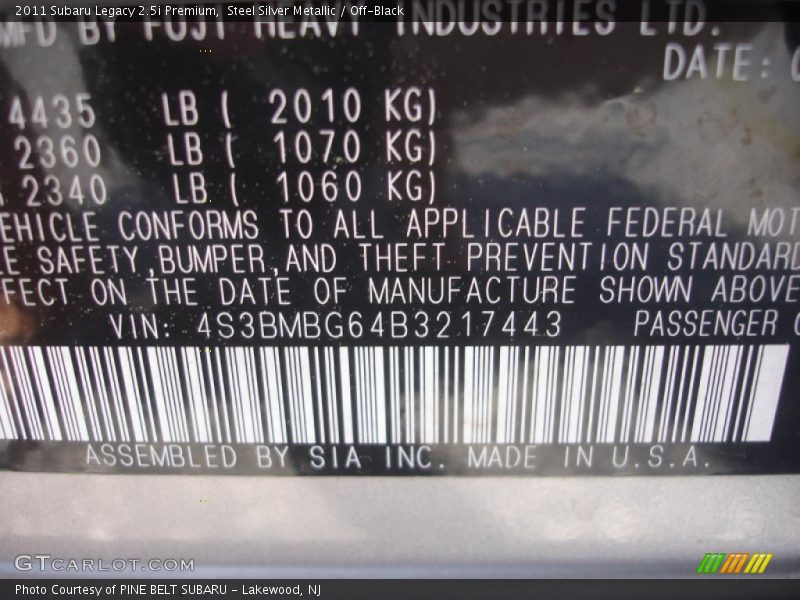 2011 Subaru Legacy 2.5i Premium, Steel Silver Metallic / Off-Black
MFD BY FUJI HEAVY INDUSTRIES LTD.
DATE:
4435 LB ( 2010 KG)
2360 LB ( 1070 KG)
2340 LB ( 1060 KG)
EHICLE CONFORMS TO ALL APPLICABLE FEDERAL MOT
E SAFETY,BUMPER,AND THEFT PREVENTION STANDARD
FECT ON THE DATE OF MANUFACTURE SHOWN ABOVE
VIN: 4S3BMBG64B3217443 PASSENGER
ASSEMBLED BY SIA INC. MADE IN U.S.A.
GTCARLOT.COM
Photo Courtesy of PINE BELT SUBARU - Lakewood, NJ